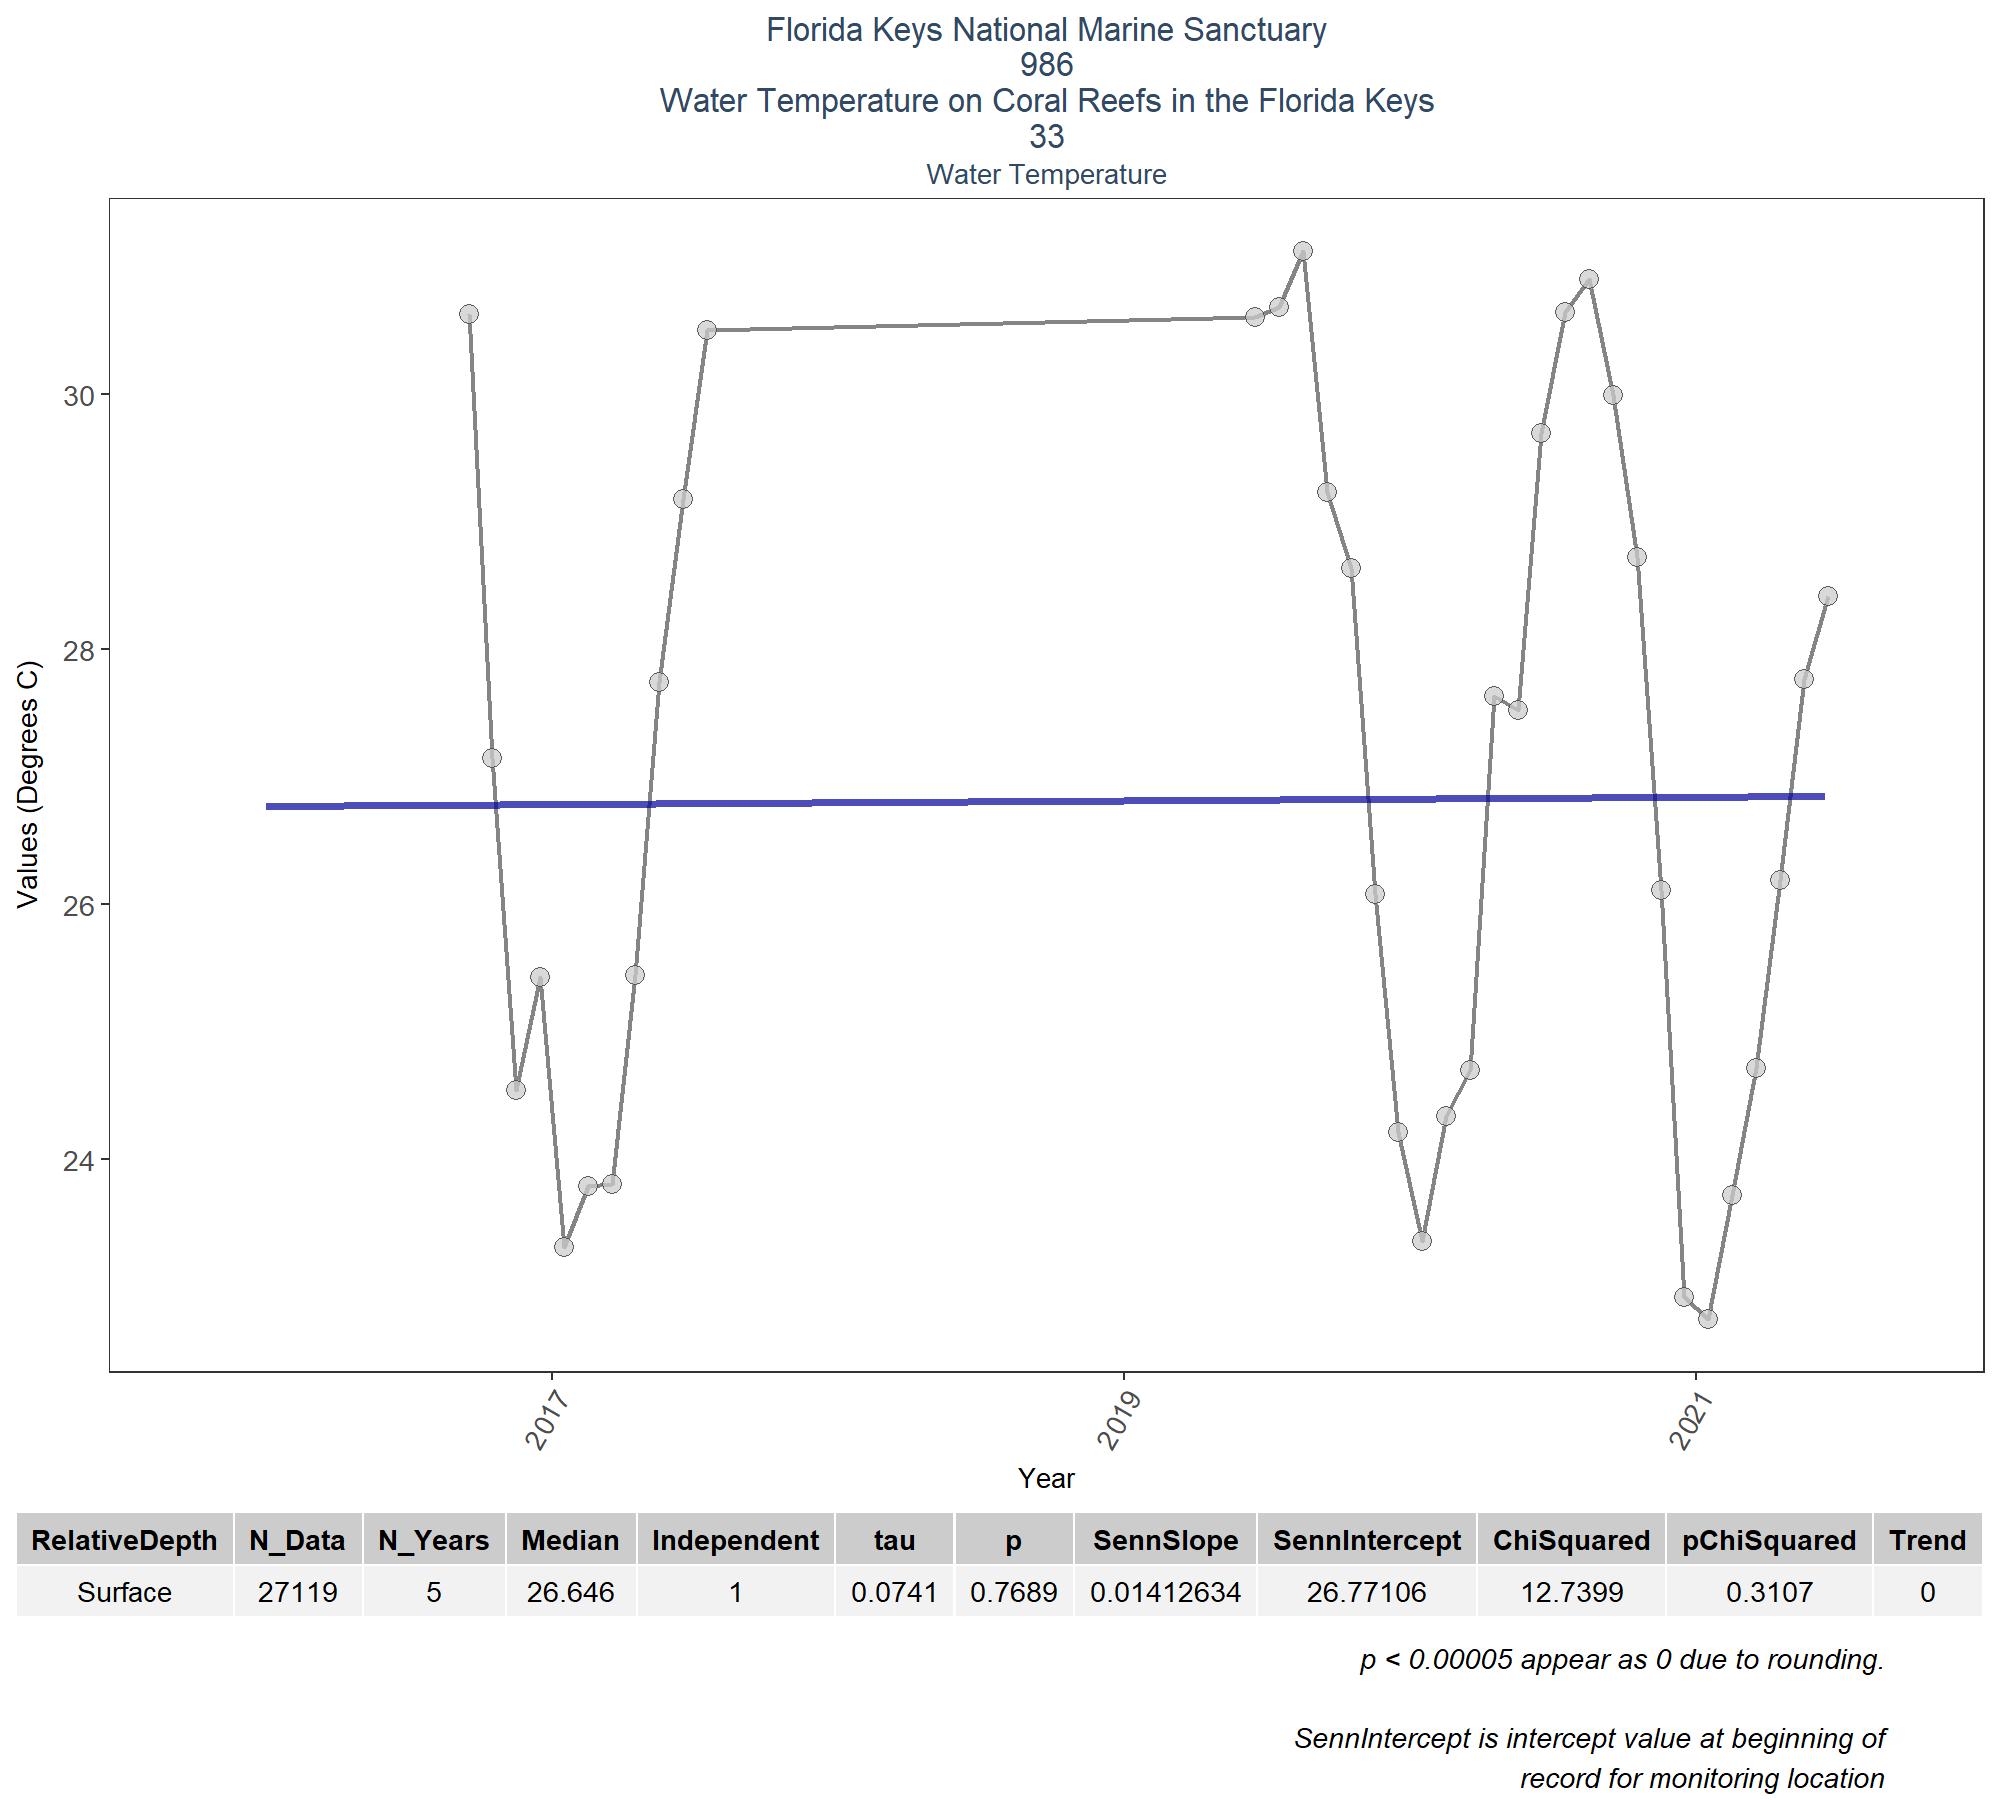 Florida Keys National Marine Sanctuary
986
Water Temperature on Coral Reefs in the Florida Keys
33
Water Temperature
30
28
26
24
Values (Degrees C)
2017
2019
2021
Year
RelativeDepth N_Data N_Years Median Independent tau p SennSlope SennIntercept ChiSquared pChiSquared Trend
Surface 27119 5 26.646 1 0.0741 0.7689 0.01412634 26.77106 12.7399 0.3107 0
p < 0.00005 appear as 0 due to rounding.
SennIntercept is intercept value at beginning of
record for monitoring location